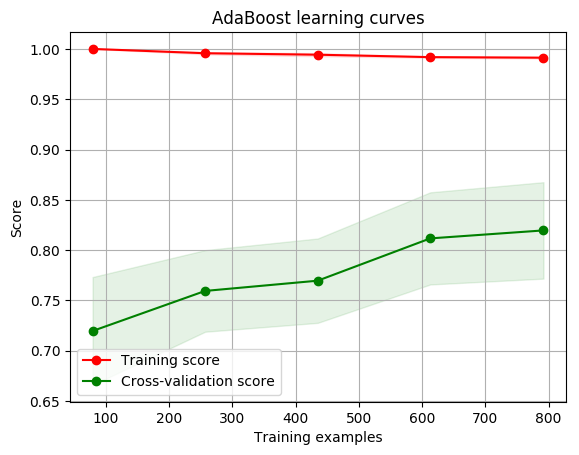 AdaBoost learning curves
1.00
0.95
0.90
0.85
0.80
0.75
0.70
0.65
Score
Training score
Cross-validation score
100 200 300 400 500 600 700 800
Training examples